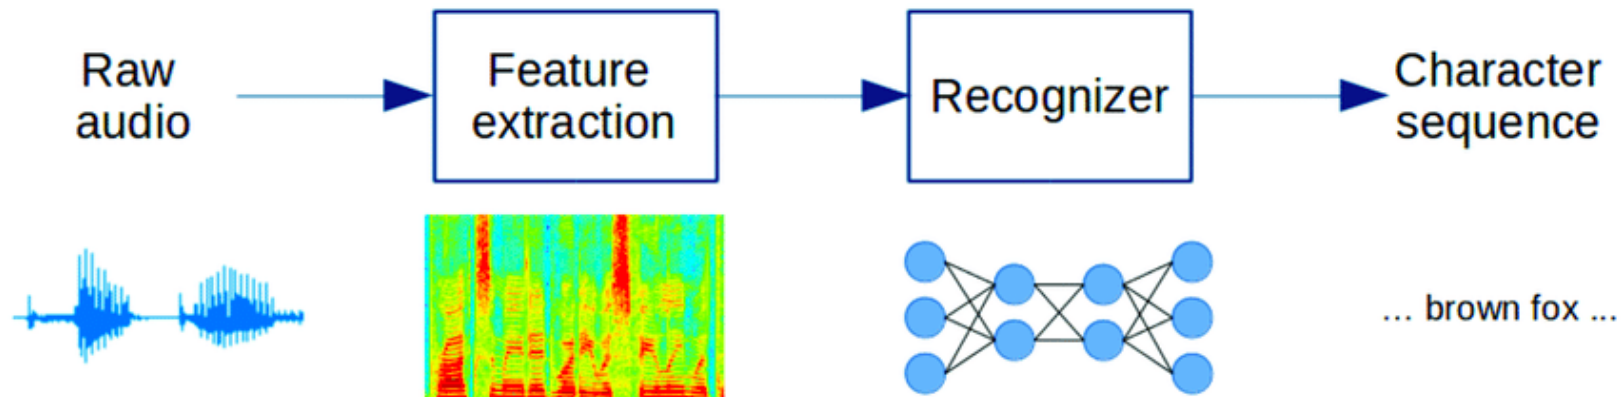 Raw
audio
Feature
extraction
Recognizer
Character
sequence
... brown fox ...